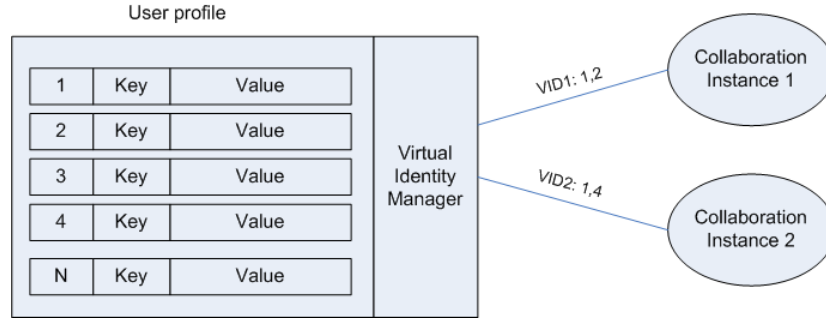 User profile
1 Key Value
2 Key Value
3 Key Value
4 Key Value
N Key Value
Virtual
Identity
Manager
VID1: 1,2
VID2: 1,4
Collaboration
Instance 1
Collaboration
Instance 2